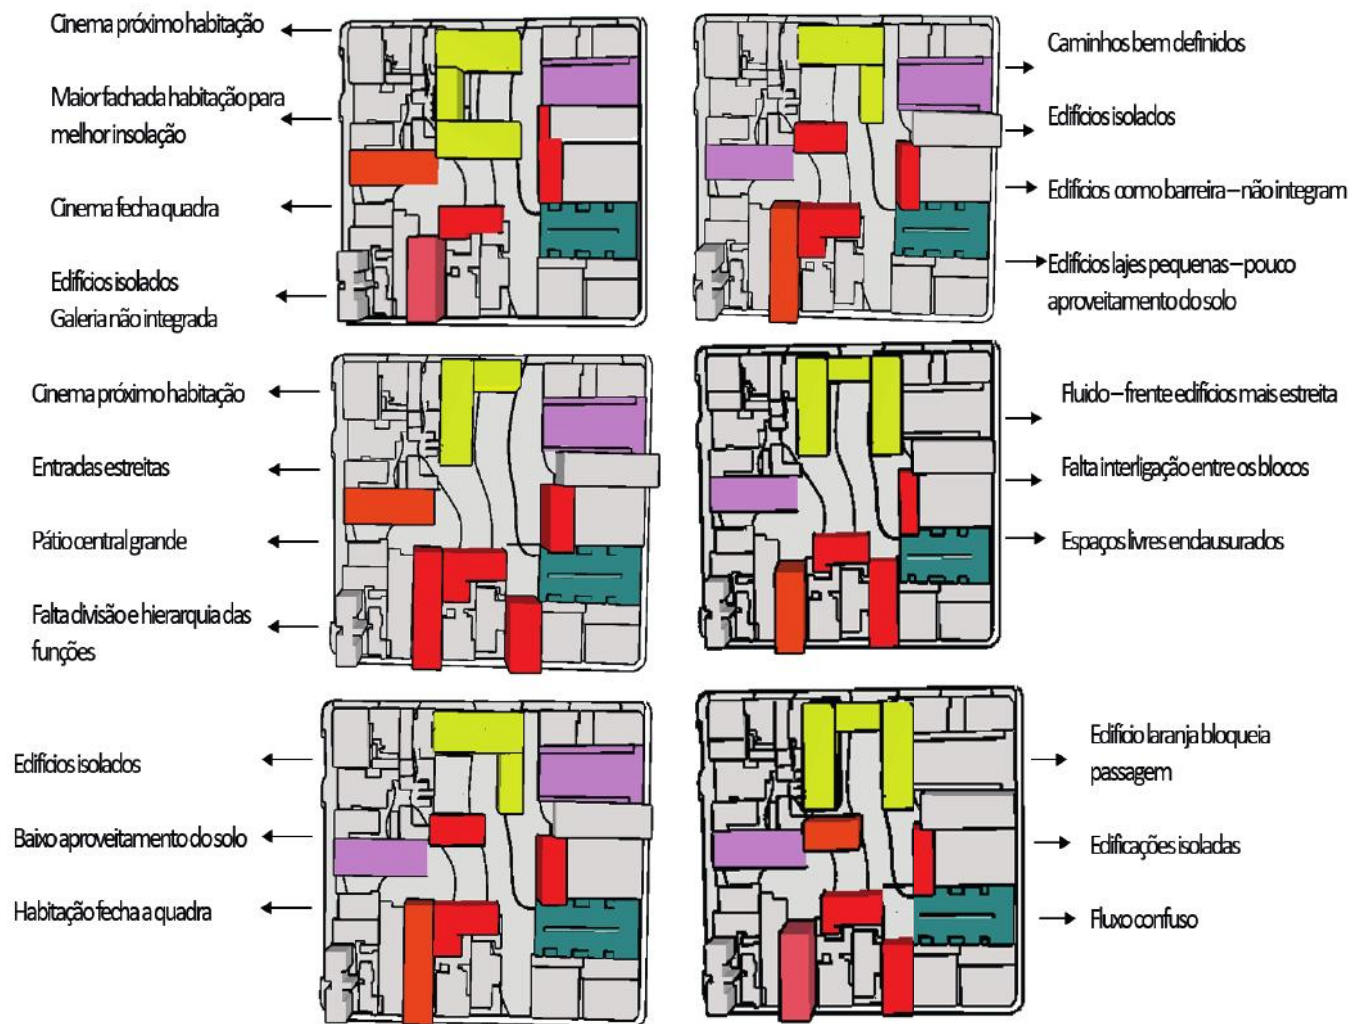 Cinema próximo habitação
Maior fachada habitação para
melhor insolação
Cinema fecha quadra
Edifícios isolados
Galeria não integrada
Caminhos bem definidos
Edifícios isolados
Edifícios como barreira – não integram
Edifícios lajes pequenas – pouco
aproveitamento do solo
Cinema próximo habitação
Entradas estreitas
Pátio central grande
Falta divisão e hierarquia das
funções
Fluido – frente edifícios mais estreita
Falta interligação entre os blocos
Espaços livres enclausurados
Edifícios isolados
Baixo aproveitamento do solo
Habitação fecha a quadra
Edifício laranja bloqueia
passagem
Edificações isoladas
Fluxo confuso